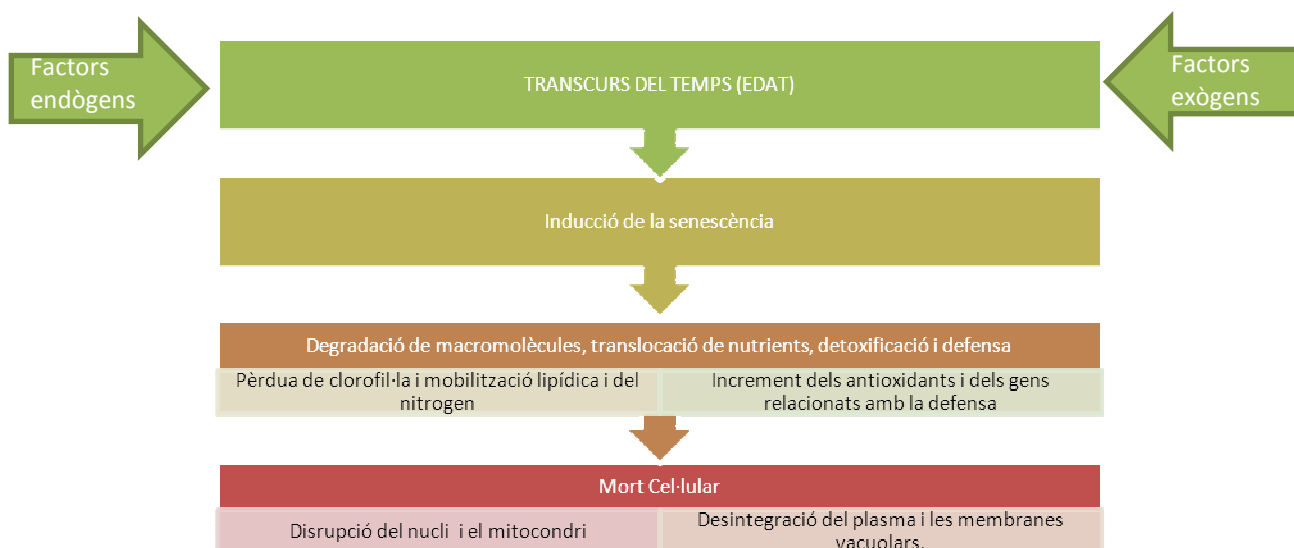 Factors
endògens
TRANSCURS DEL TEMPS (EDAT)
Factors
exògens
Inducció de la senescència
Degradació de macromolècules, translocació de nutrients, detoxificació i defensa
Pèrdua de clorofil·la i mobilització lipídica i del
nitrogen
Increment dels antioxidants i dels gens
relacionats amb la defensa
Mort Cel·lular
Disrupció del nucli i el mitocondri
Desintegració del plasma i les membranes
vacuolars.